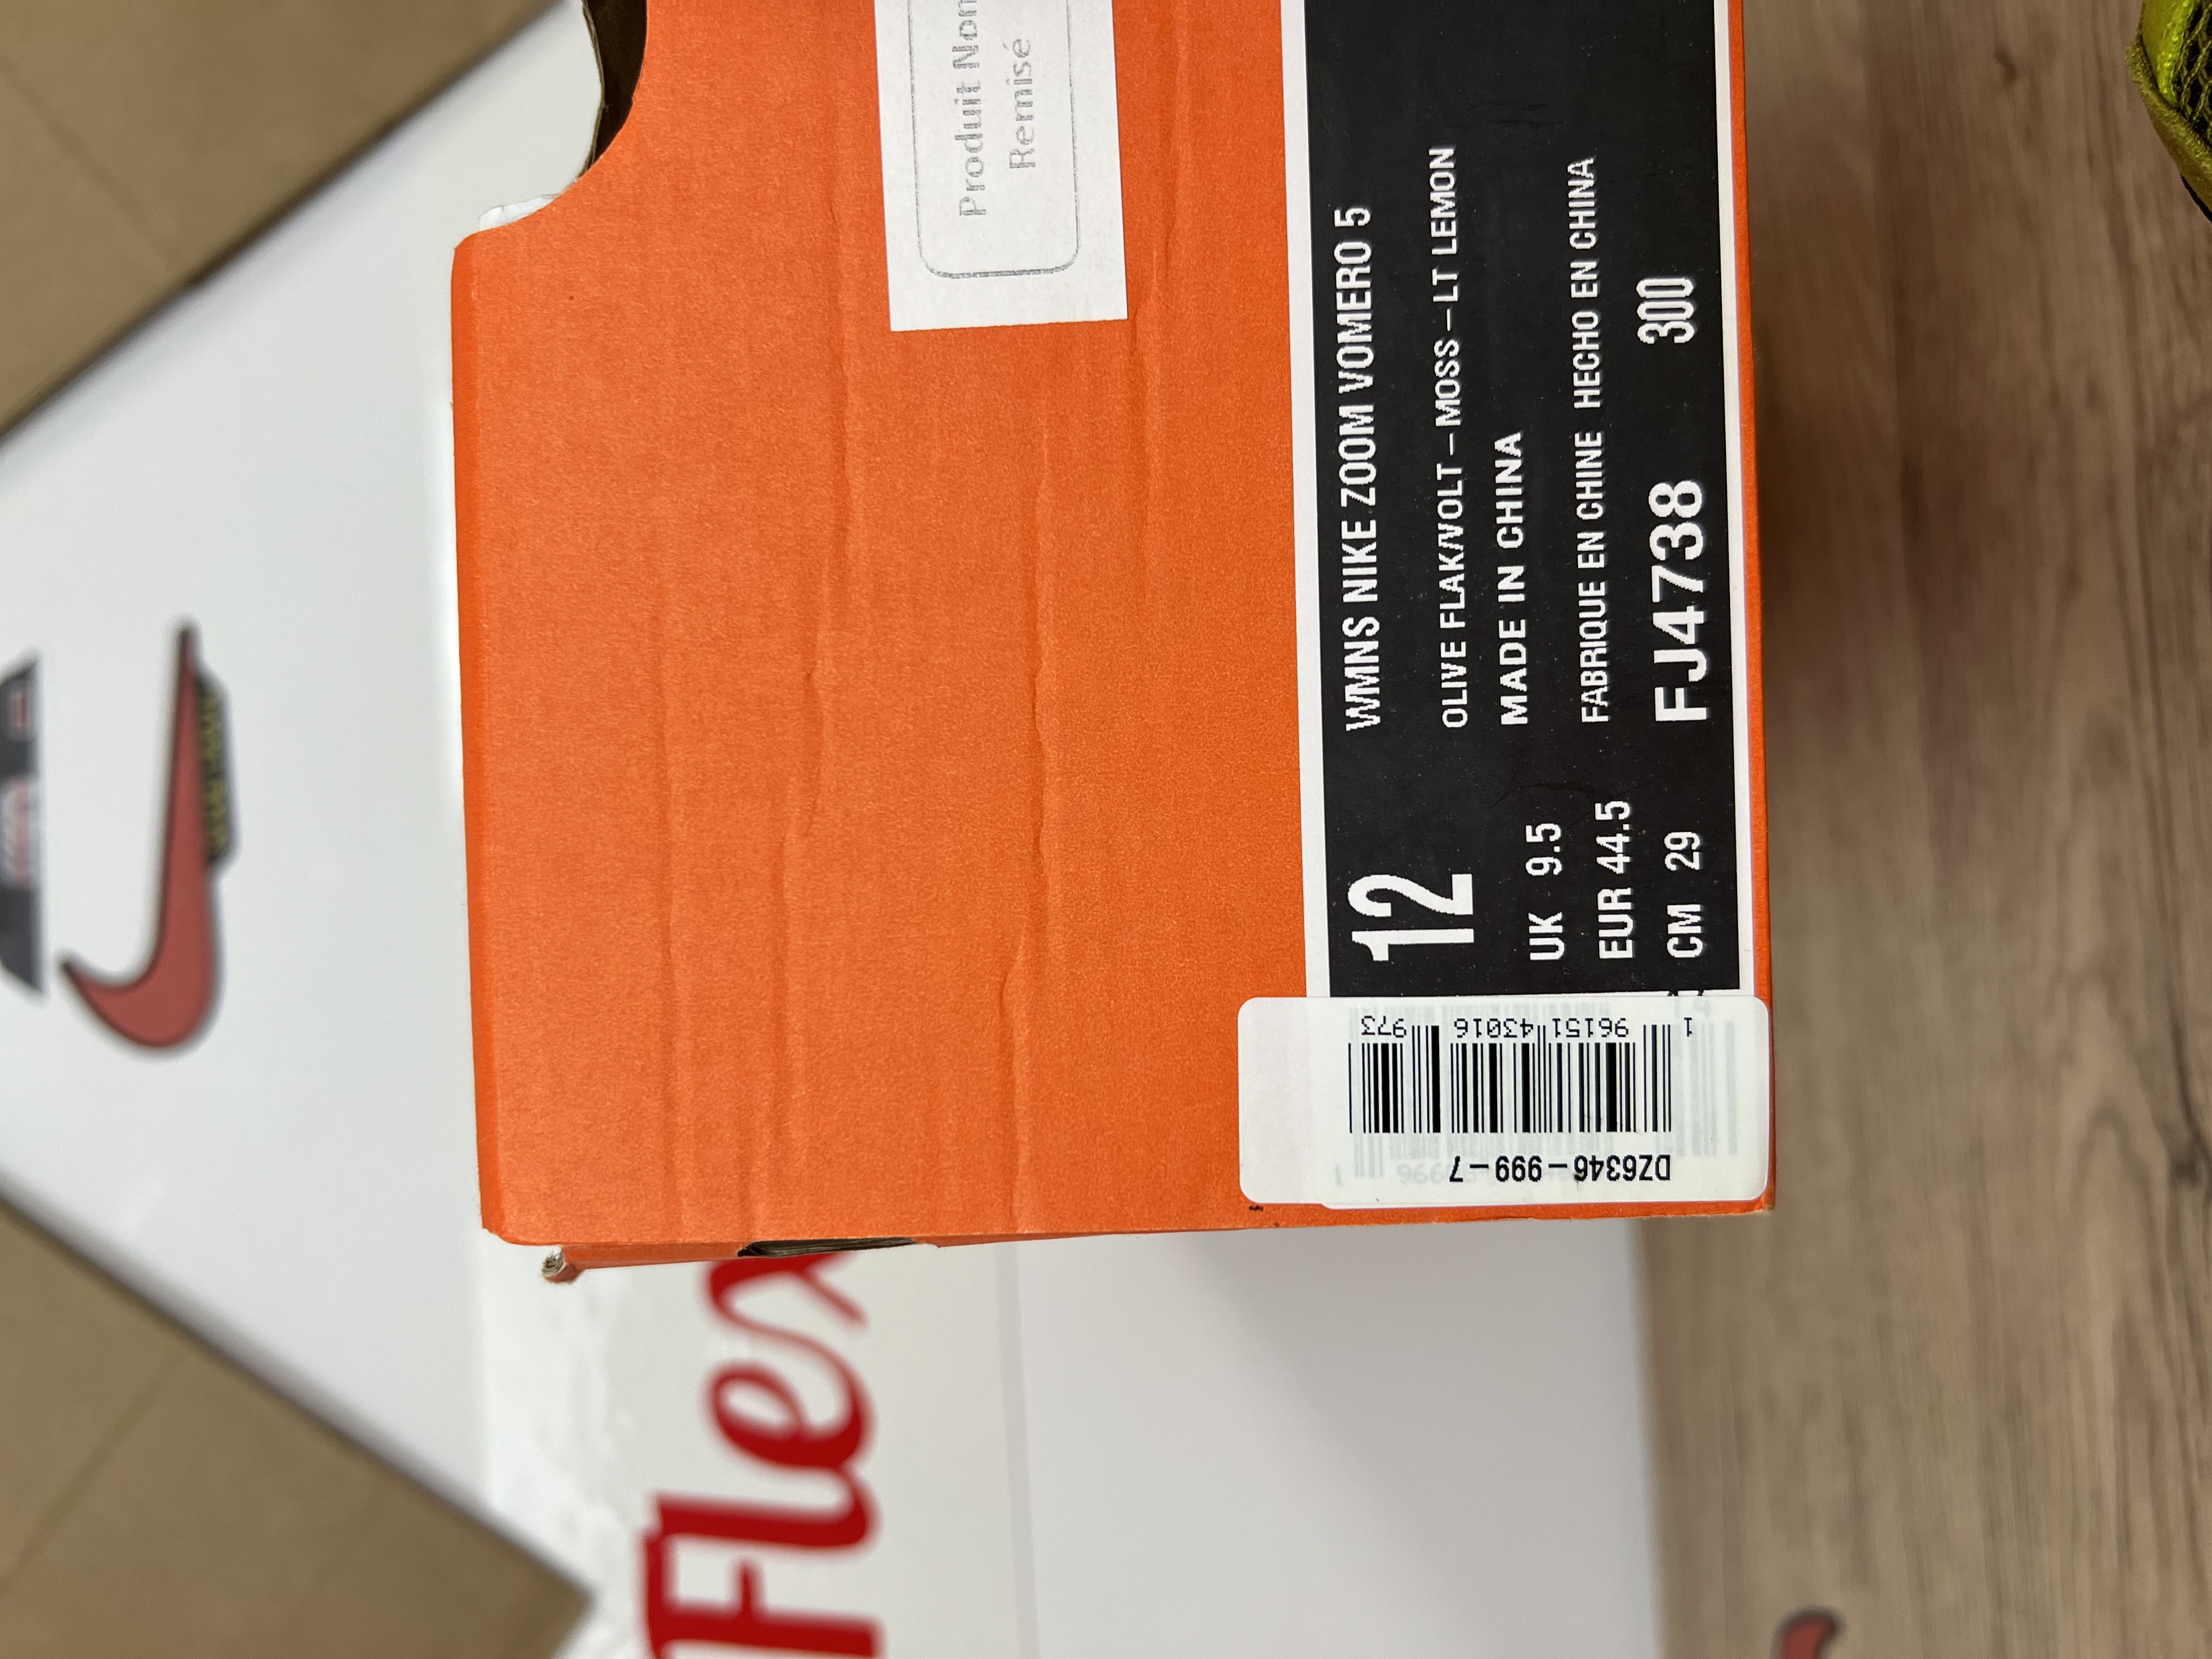 Flex
Produit Non
Remisé
DZ6346-999-7
1 96151 43016 973
12
UK 9.5
EUR 44.5
CM 29
WMNS NIKE ZOOM VOMERO 5
OLIVE FLAK/VOLT-MOSS-LT LEMON
MADE IN CHINA
FABRIQUE EN CHINE HECHO EN CHINA
FJ4738 300